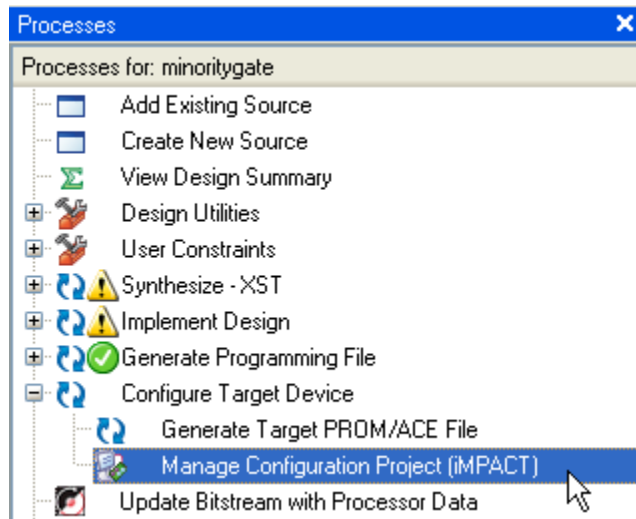 Processes
Processes for: minoritygate
Add Existing Source
Create New Source
View Design Summary
Design Utilities
User Constraints
Synthesize - XST
Implement Design
Generate Programming File
Configure Target Device
Generate Target PROM/ACE File
Manage Configuration Project (iMPACT)
Update Bitstream with Processor Data